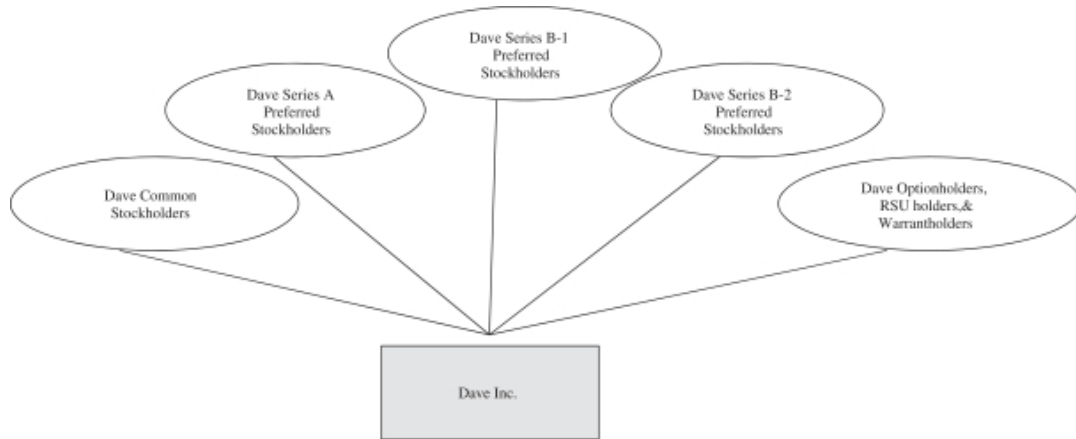 Dave Series B-1
Preferred
Stockholders
Dave Series A
Preferred
Stockholders
Dave Series B-2
Preferred
Stockholders
Dave Common
Stockholders
Dave Optionholders,
RSU holders,&
Warrantholders
Dave Inc.